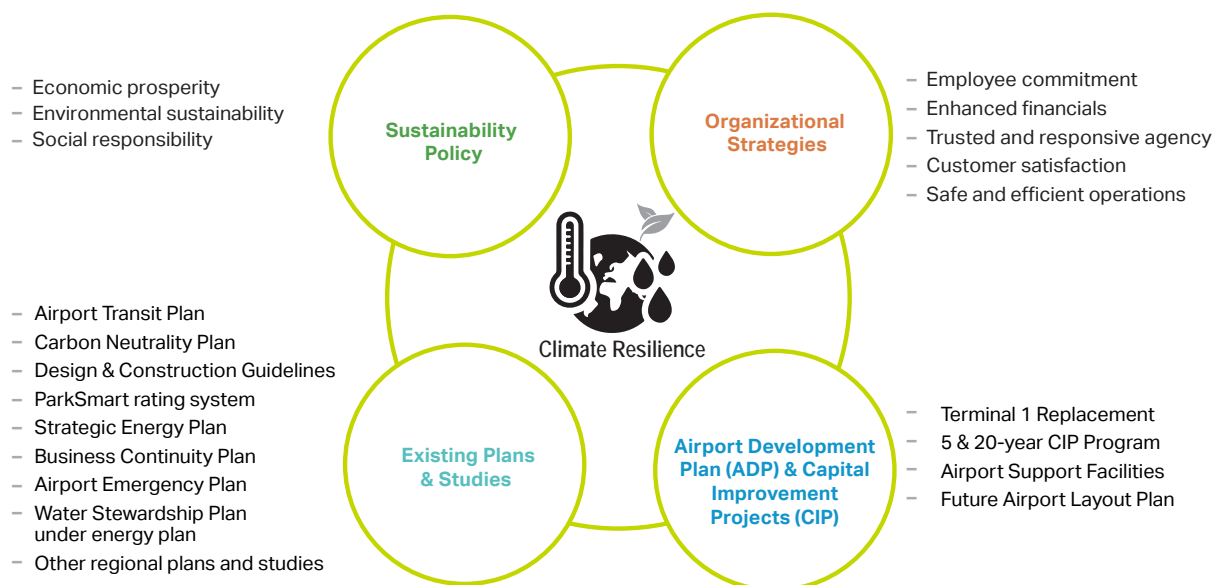 – Economic prosperity
– Environmental sustainability
– Social responsibility
Sustainability
Policy
Organizational
Strategies
– Employee commitment
– Enhanced financials
– Trusted and responsive agency
– Customer satisfaction
– Safe and efficient operations
Climate Resilience
– Airport Transit Plan
– Carbon Neutrality Plan
– Design & Construction Guidelines
– ParkSmart rating system
– Strategic Energy Plan
– Business Continuity Plan
– Airport Emergency Plan
– Water Stewardship Plan
under energy plan
– Other regional plans and studies
Existing Plans
& Studies
Airport Development
Plan (ADP) & Capital
Improvement
Projects (CIP)
– Terminal 1 Replacement
– 5 & 20-year CIP Program
– Airport Support Facilities
– Future Airport Layout Plan